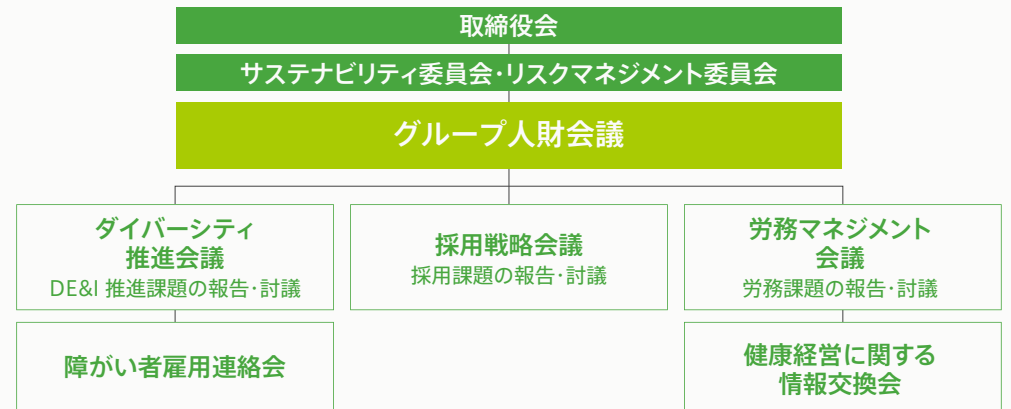 取締役会
サステナビリティ委員会･リスクマネジメント委員会
グループ人財会議
ダイバーシティ
推進会議
DE&I 推進課題の報告･討議
採用戦略会議
採用課題の報告･討議
労務マネジメント
会議
労務課題の報告･討議
障がい者雇用連絡会
健康経営に関する
情報交換会